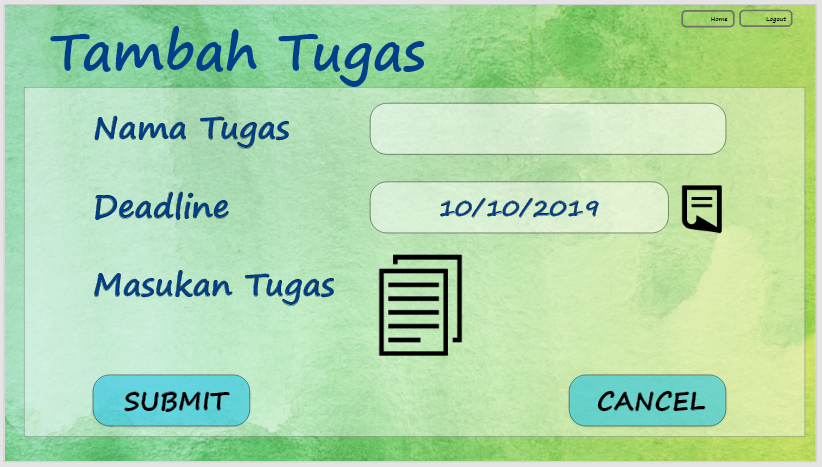 Home Logout
Tambah Tugas
Nama Tugas
Deadline 10/10/2019
Masukan Tugas
SUBMIT CANCEL